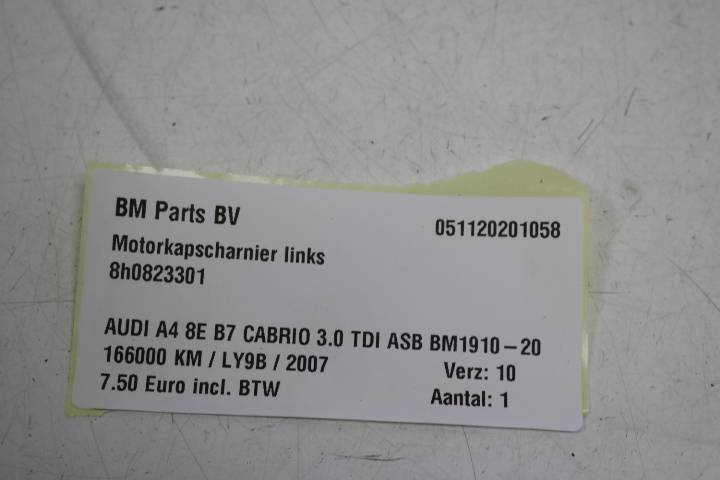 BM Parts BV
051120201058
Motorkapscharnier links
8h0823301
AUDI A4 8E B7 CABRIO 3.0 TDI ASB BM1910-20
166000 KM / LY9B / 2007
Verz: 10
7.50 Euro incl. BTW
Aantal: 1